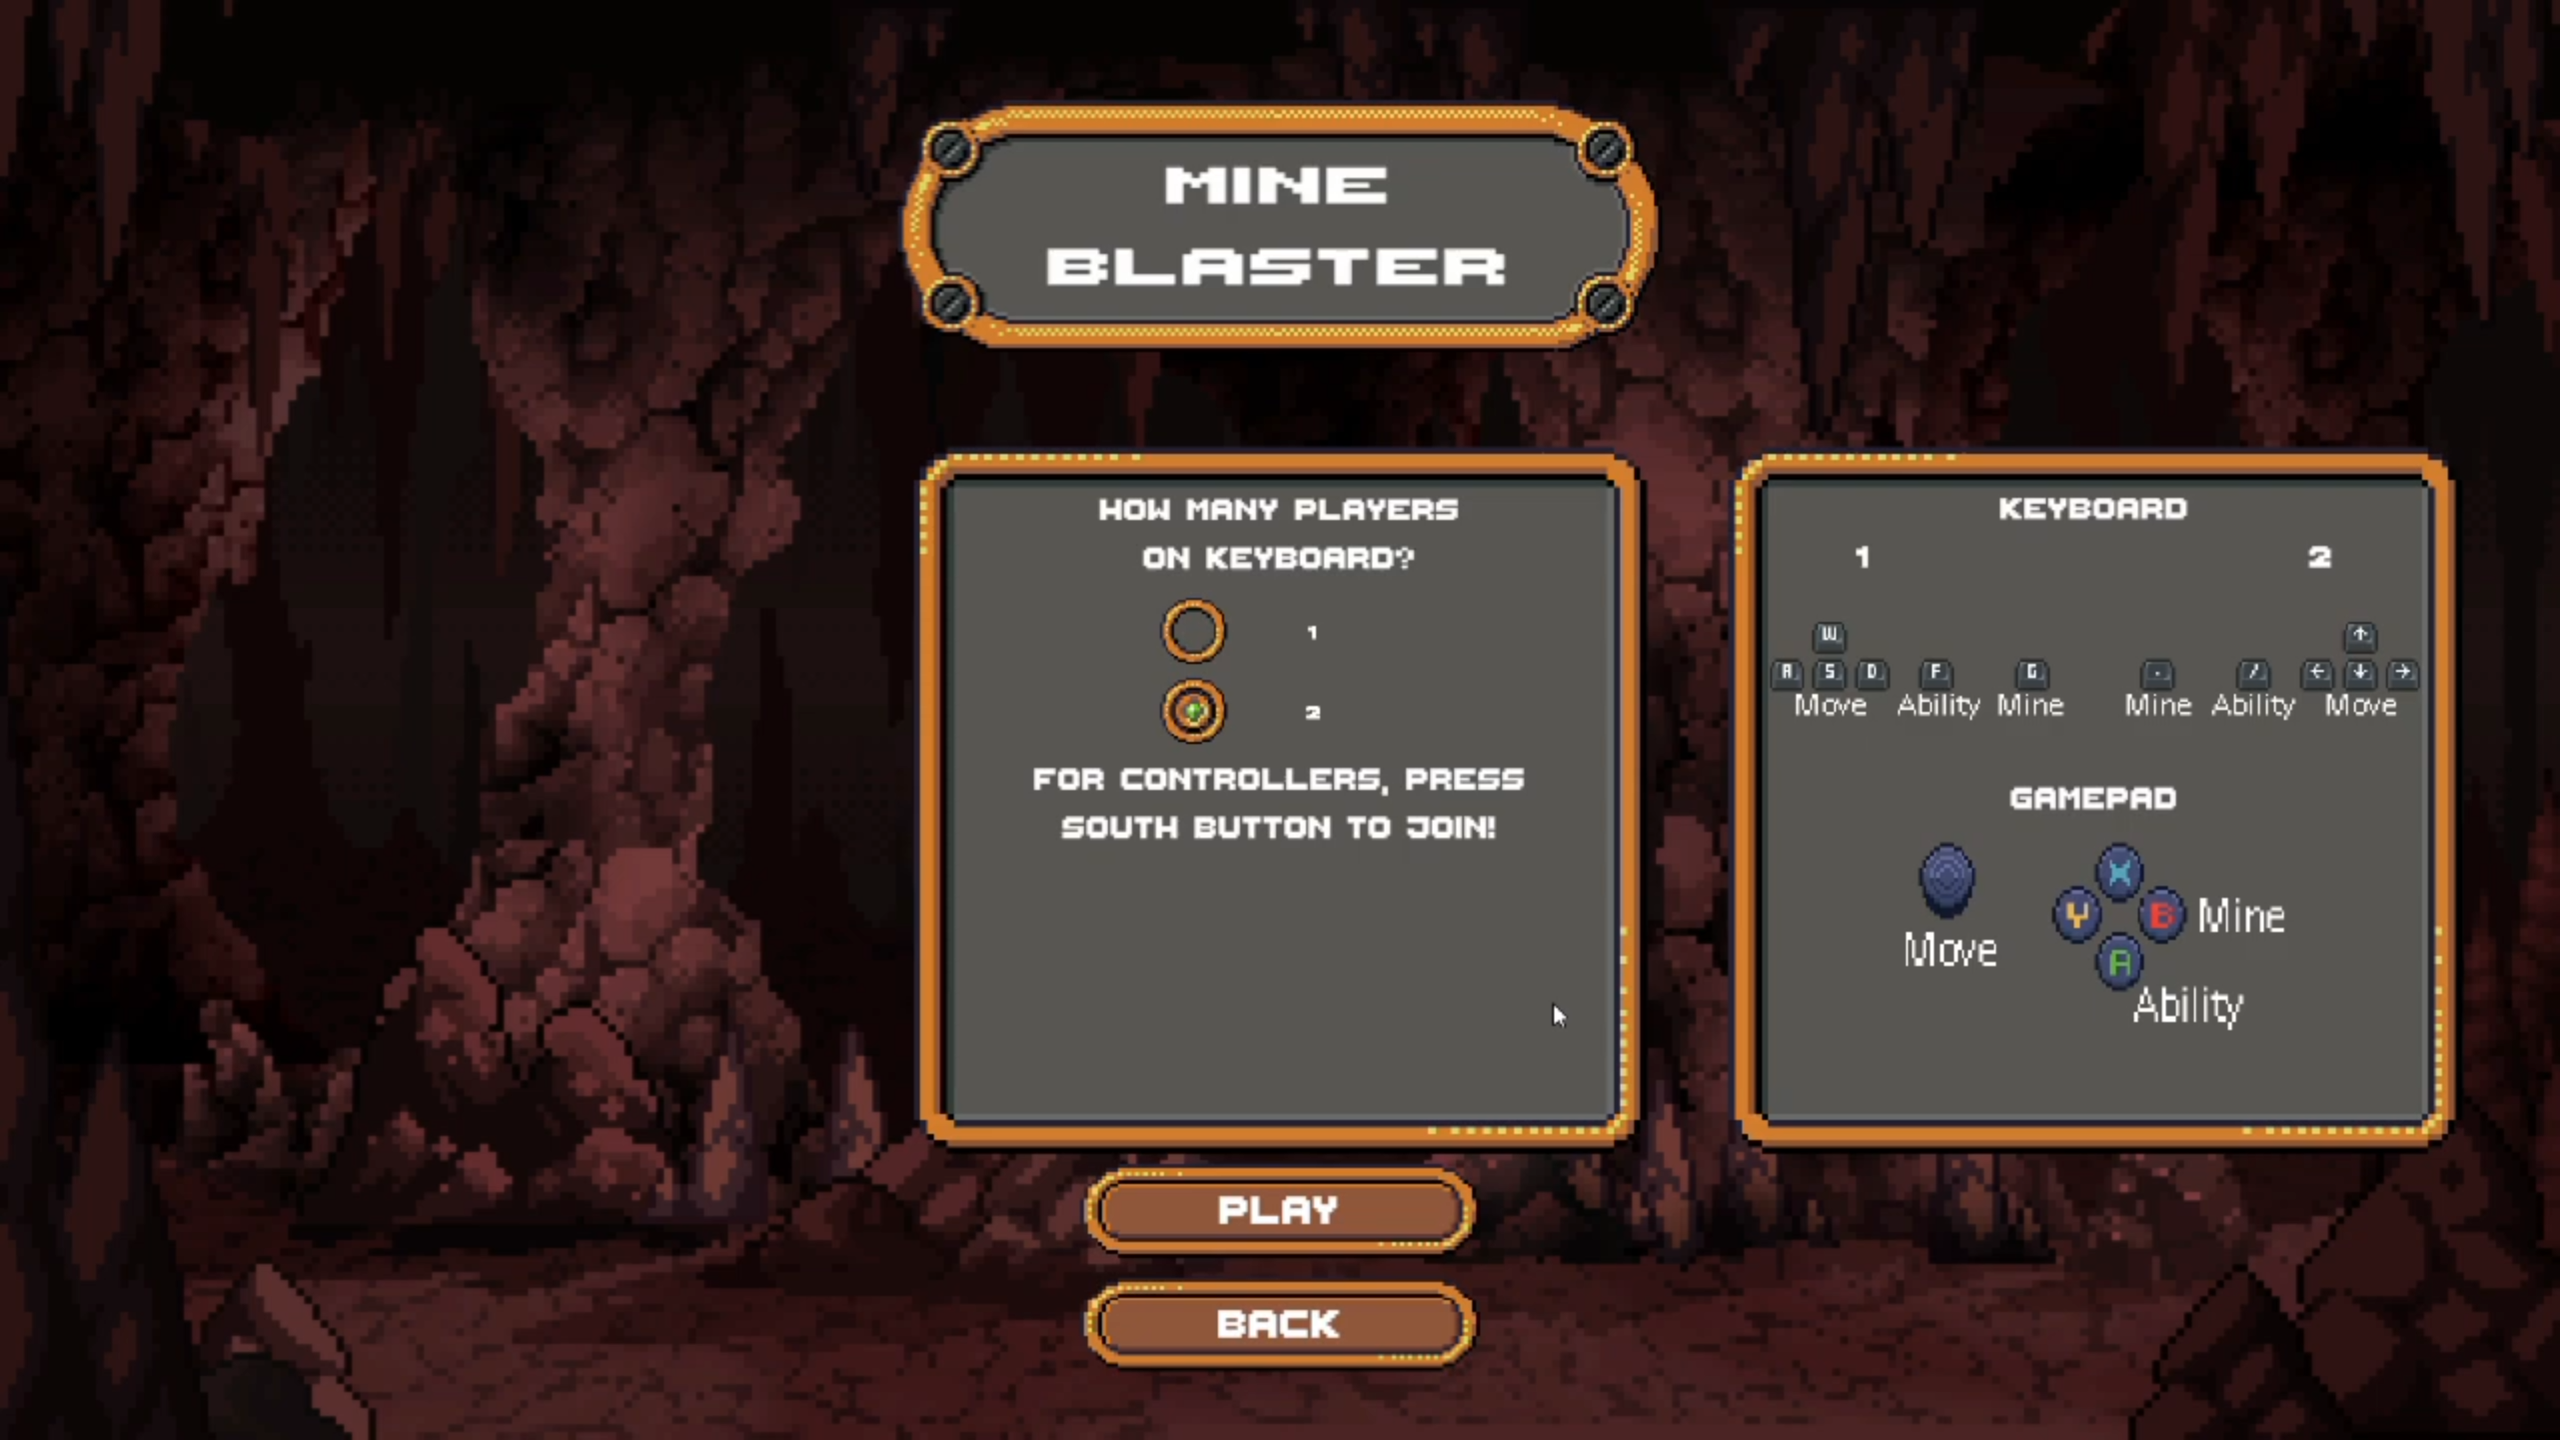 MINE
BLASTER
HOW MANY PLAYERS
ON KEYBOARD?
1
2
FOR CONTROLLERS, PRESS
SOUTH BUTTON TO JOIN!
PLAY
BACK
KEYBOARD
1 2
W ↑
A S D F G . / ← ↓ →
Move Ability Mine Mine Ability Move
GAMEPAD
X
Y B Mine
Move
A
Ability